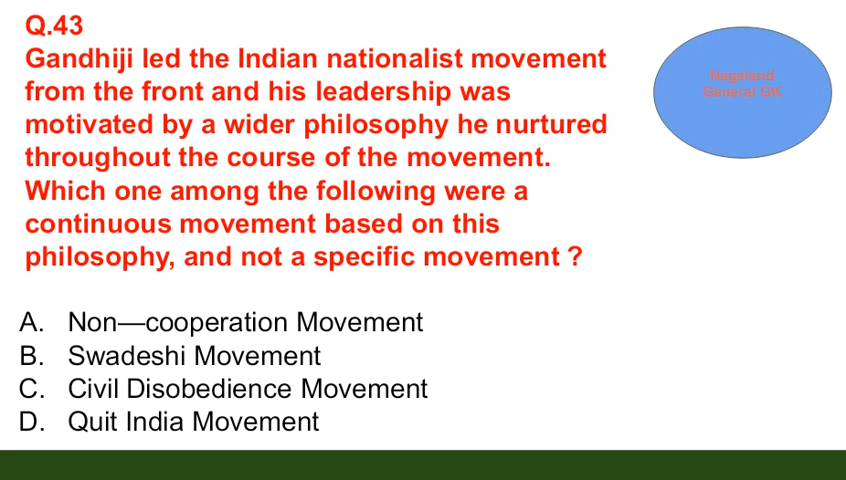 Q.43
Gandhiji led the Indian nationalist movement
from the front and his leadership was
motivated by a wider philosophy he nurtured
throughout the course of the movement.
Which one among the following were a
continuous movement based on this
philosophy, and not a specific movement ?
Nagaland
General GK
A. Non—cooperation Movement
B. Swadeshi Movement
C. Civil Disobedience Movement
D. Quit India Movement